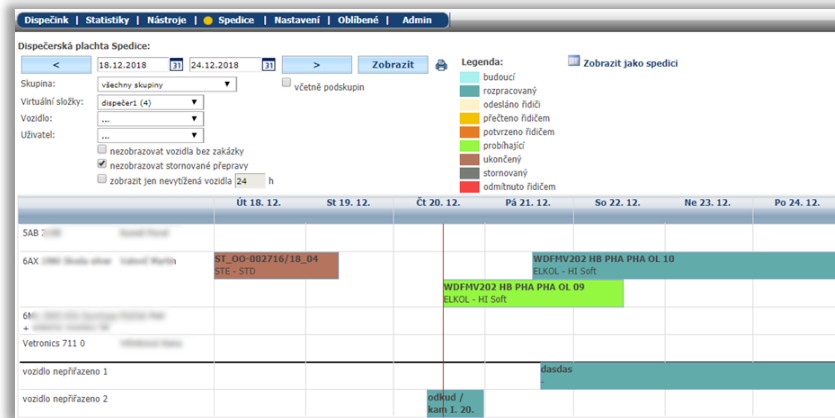 Dispečink | Statistiky | Nástroje | Spedice | Nastavení | Oblíbené | Admin
Dispečerská plachta Spedice:
< 18.12.2018 31 24.12.2018 31 > Zobrazit
Skupina: všechny skupiny včetně podskupin
Virtuální složky: dispečer1 (4)
Vozidlo: ...
Uživatel: ...
nezobrazovat vozidla bez zakázky
nezobrazovat stornované přepravy
zobrazit jen nevytížená vozidla 24 h
Legenda:
budoucí
rozpracovaný
odesláno řidiči
přečteno řidičem
potvrzeno řidičem
probíhající
ukončený
stornovaný
odmítnuto řidičem
Zobrazit jako spedici
Út 18. 12. St 19. 12. Čt 20. 12. Pá 21. 12. So 22. 12. Ne 23. 12. Po 24. 12.
5AB
6AX
ST_OO-002716/18_04
STE - STD
WDFMV202 HB PHA PHA OL 10
ELKOL - HI Soft
WDFMV202 HB PHA PHA OL 09
ELKOL - HI Soft
+
Vetronics 711 0
vozidlo nepřiřazeno 1
dasdas
-
vozidlo nepřiřazeno 2
odkud /
kam I. 20.